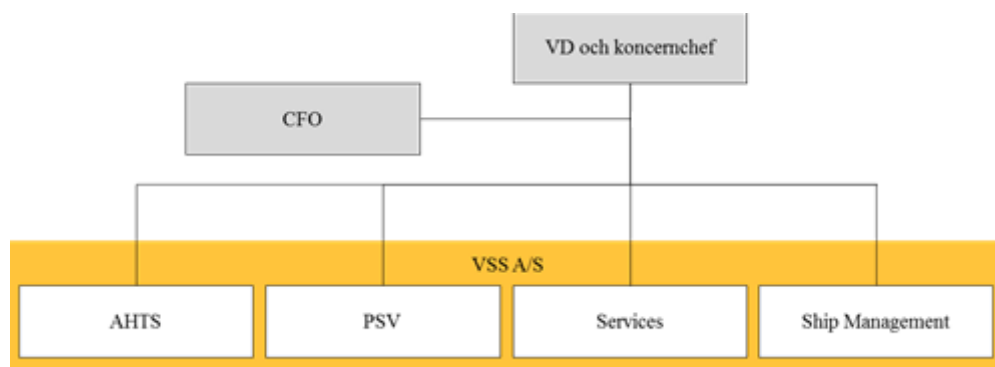 VD och koncernchef
CFO
VSS A/S
AHTS
PSV
Services
Ship Management